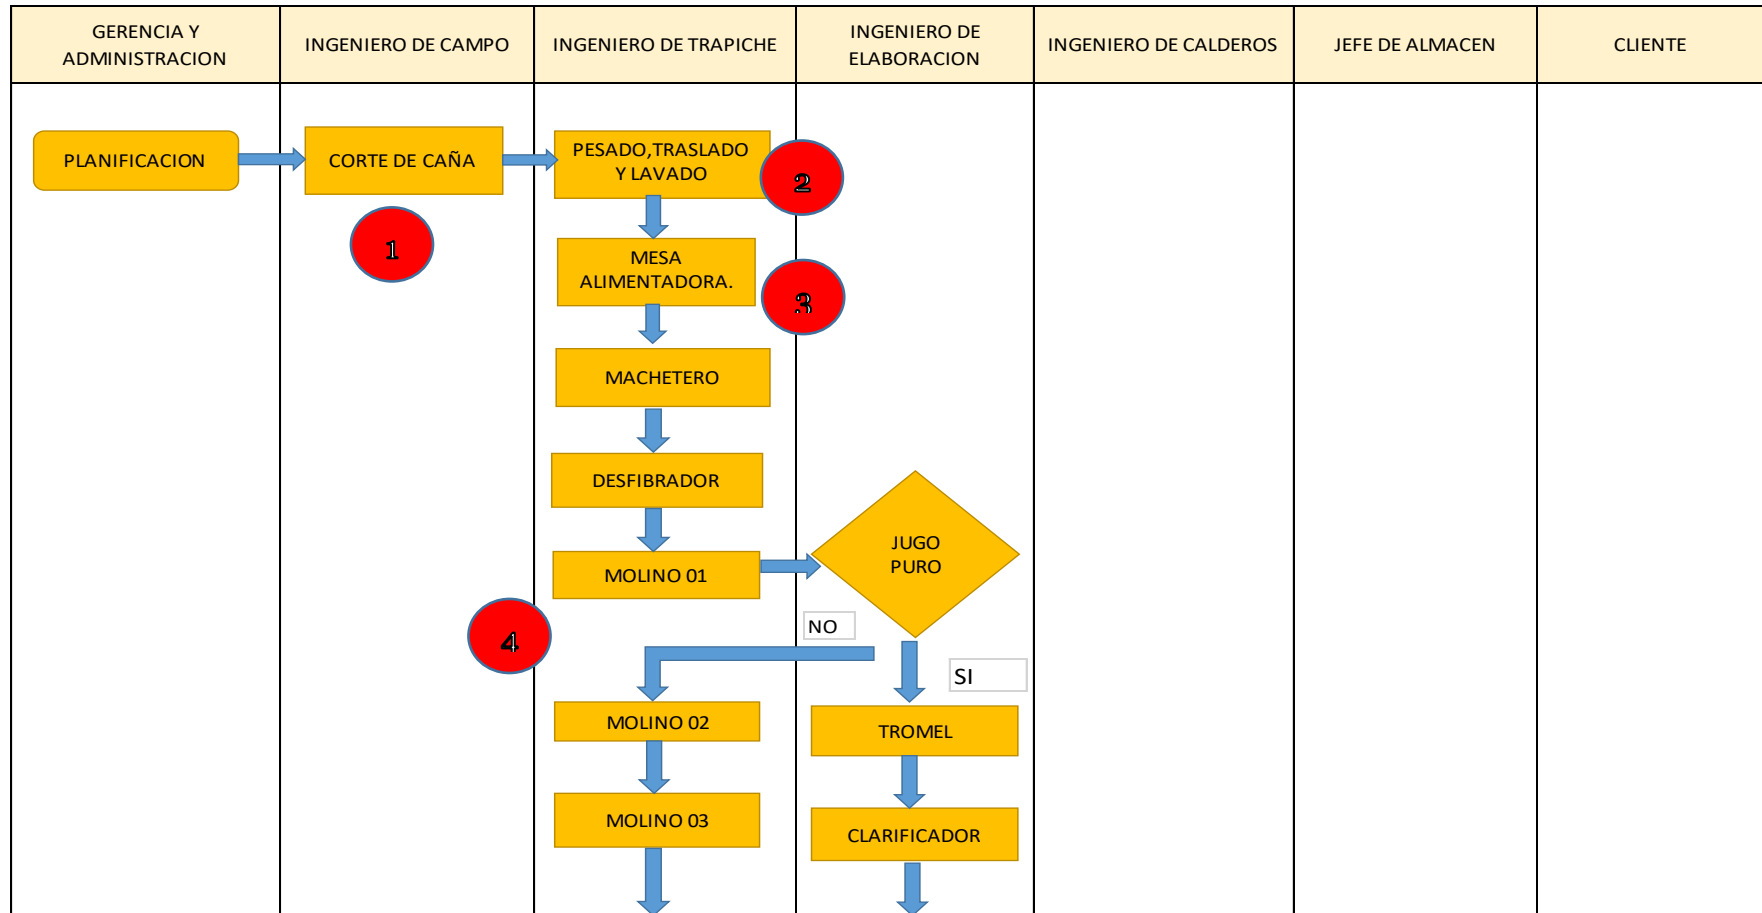 GERENCIA Y
ADMINISTRACION
INGENIERO DE CAMPO
INGENIERO DE TRAPICHE
INGENIERO DE
ELABORACION
INGENIERO DE CALDEROS
JEFE DE ALMACEN
CLIENTE
PLANIFICACION
CORTE DE CAÑA
PESADO,TRASLADO
Y LAVADO
2
1
MESA
ALIMENTADORA.
3
MACHETERO
DESFIBRADOR
JUGO
PURO
MOLINO 01
4
NO
SI
MOLINO 02
TROMEL
MOLINO 03
CLARIFICADOR